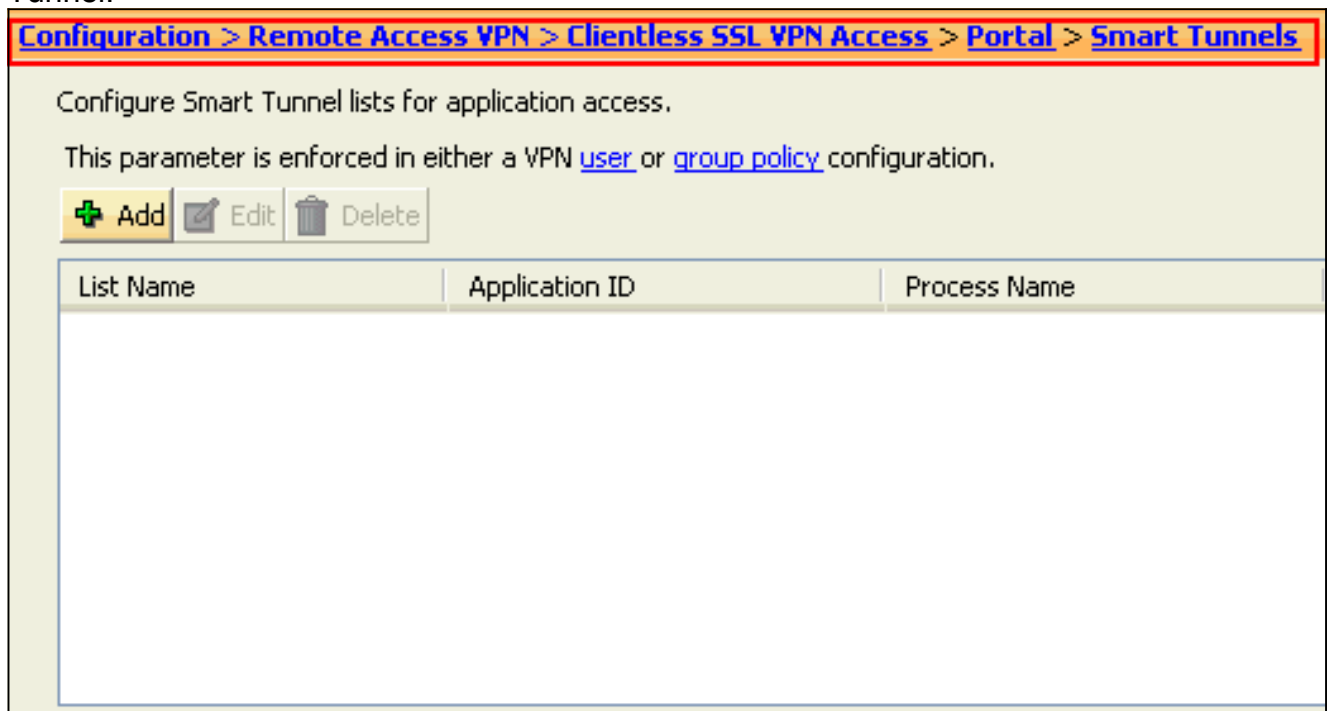 Tunnel.
Configuration > Remote Access VPN > Clientless SSL VPN Access > Portal > Smart Tunnels
Configure Smart Tunnel lists for application access.
This parameter is enforced in either a VPN user or group policy configuration.
Add Edit Delete
List Name Application ID Process Name